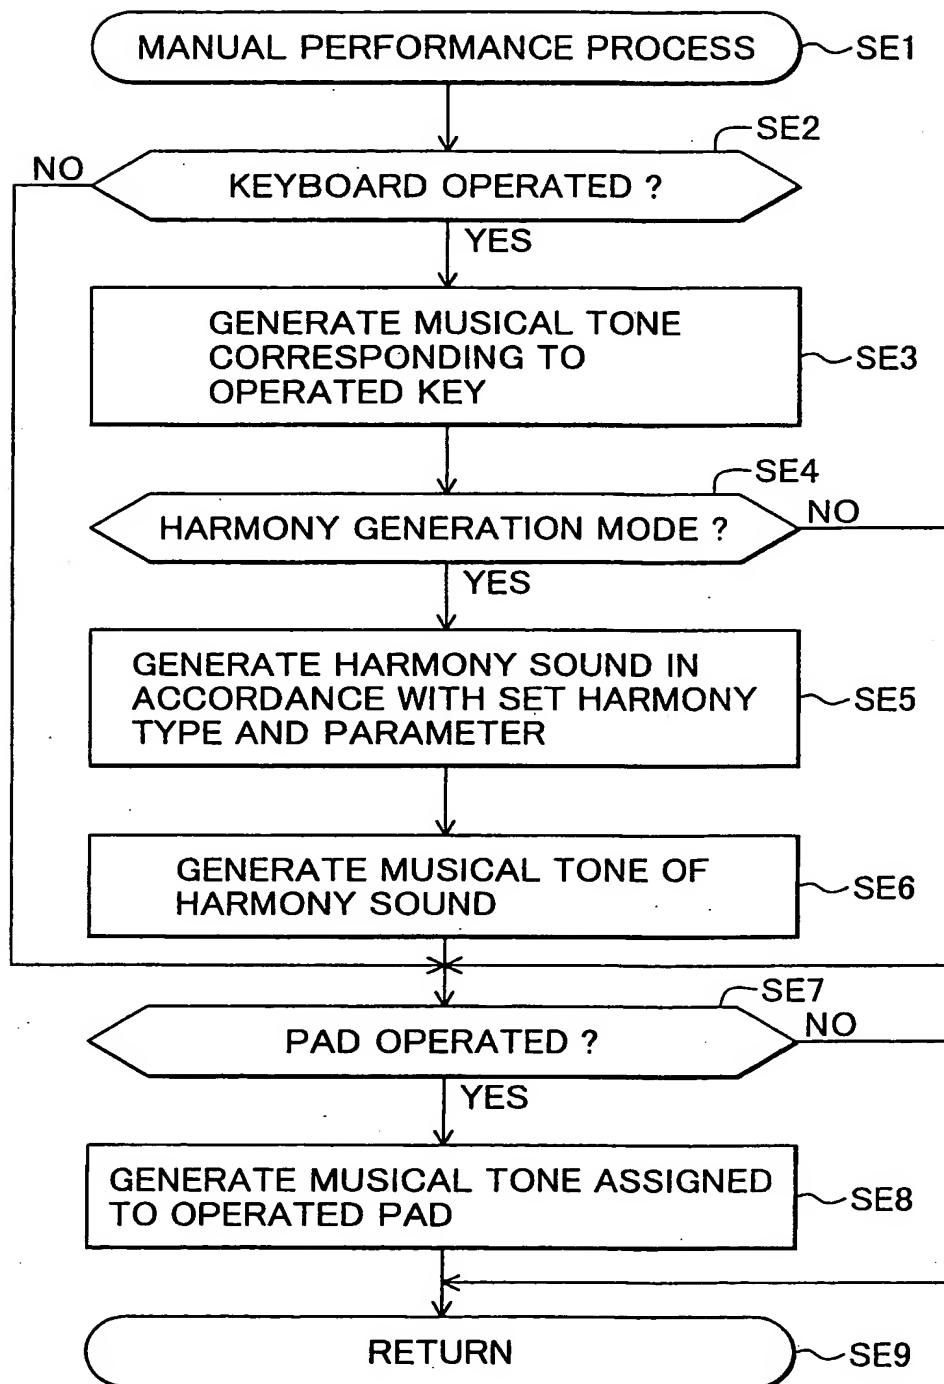 MANUAL PERFORMANCE PROCESS
SE1
SE2
NO
KEYBOARD OPERATED ?
YES
GENERATE MUSICAL TONE
CORRESPONDING TO
OPERATED KEY
SE3
SE4
HARMONY GENERATION MODE ?
NO
YES
GENERATE HARMONY SOUND IN
ACCORDANCE WITH SET HARMONY
TYPE AND PARAMETER
SE5
GENERATE MUSICAL TONE OF
HARMONY SOUND
SE6
SE7
PAD OPERATED ?
NO
YES
GENERATE MUSICAL TONE ASSIGNED
TO OPERATED PAD
SE8
RETURN
SE9